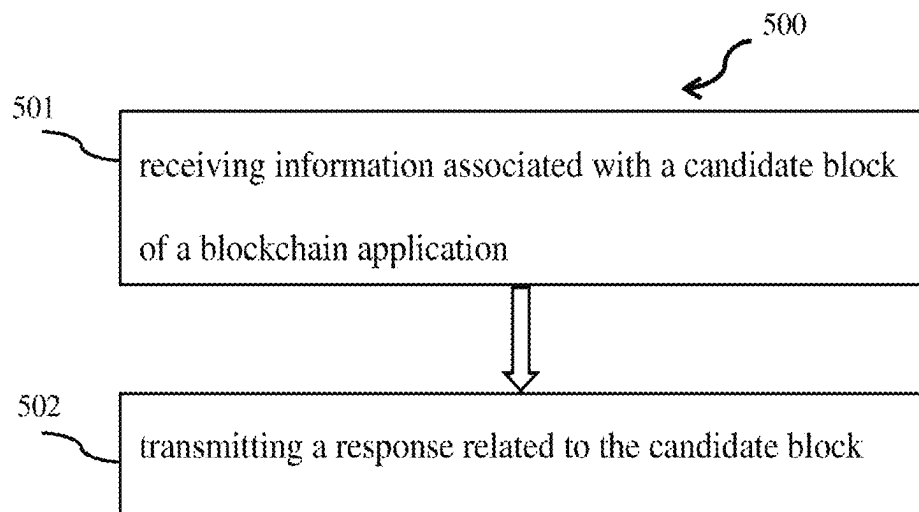 500
501
receiving information associated with a candidate block
of a blockchain application
502
transmitting a response related to the candidate block